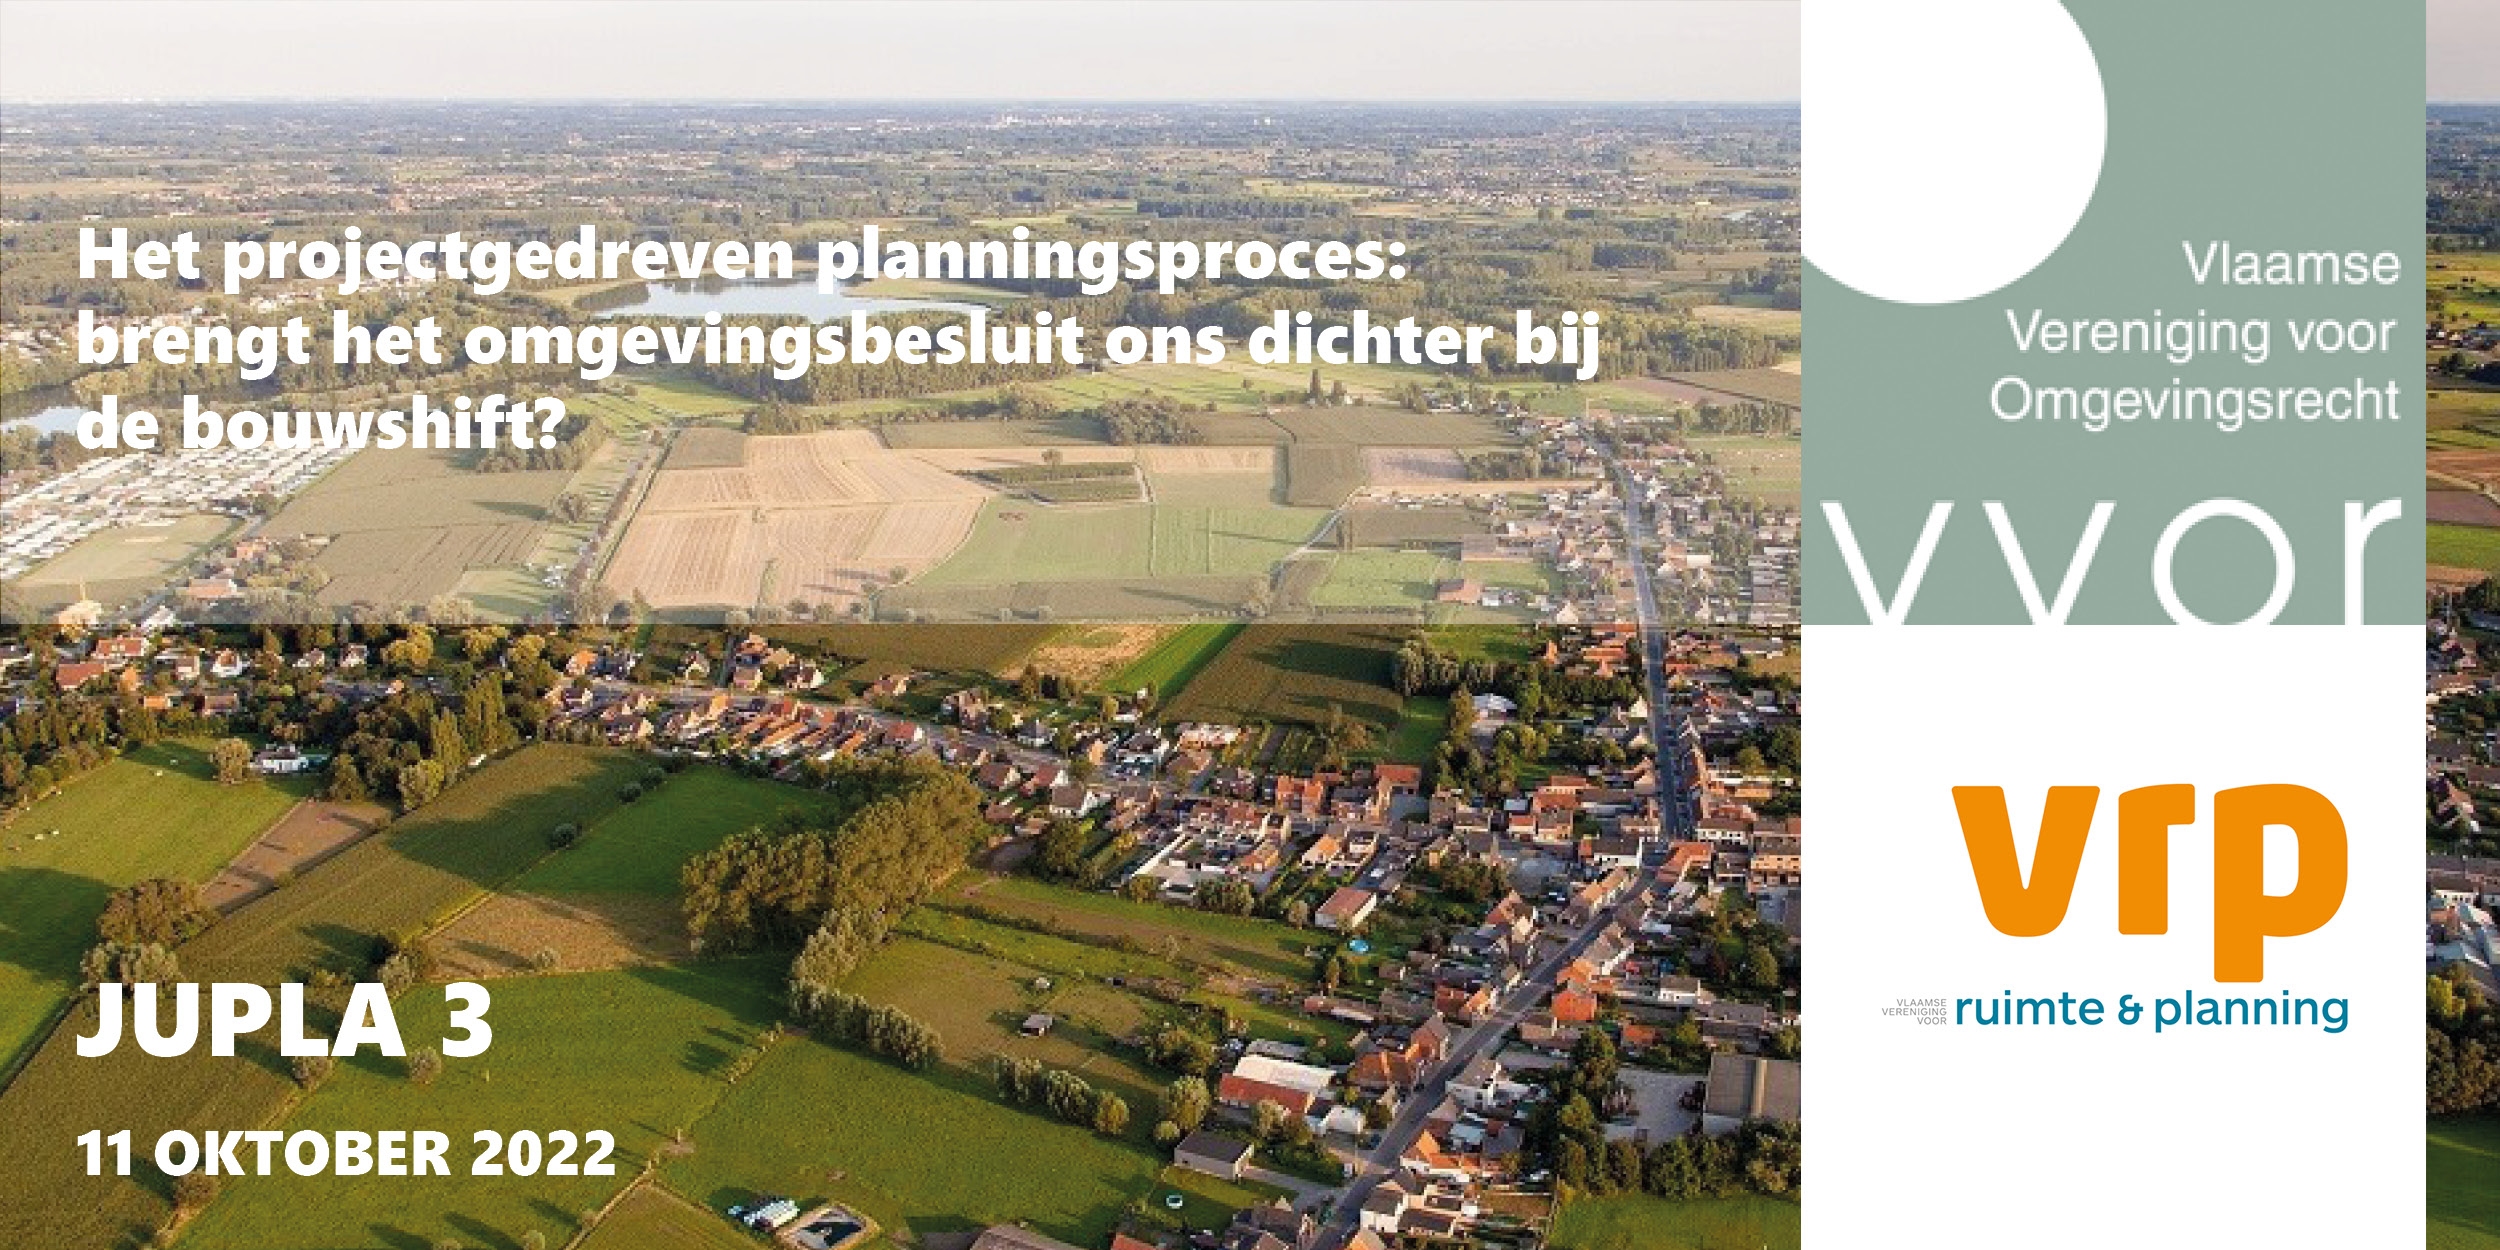 Het projectgedreven planningsproces:
brengt het omgevingsbesluit ons dichter bij
de bouwshift?
JUPLA 3
11 OKTOBER 2022
Vlaamse
Vereniging voor
Omgevingsrecht
vvor
vrp
VLAAMSE
VERENIGING
VOOR
ruimte & planning